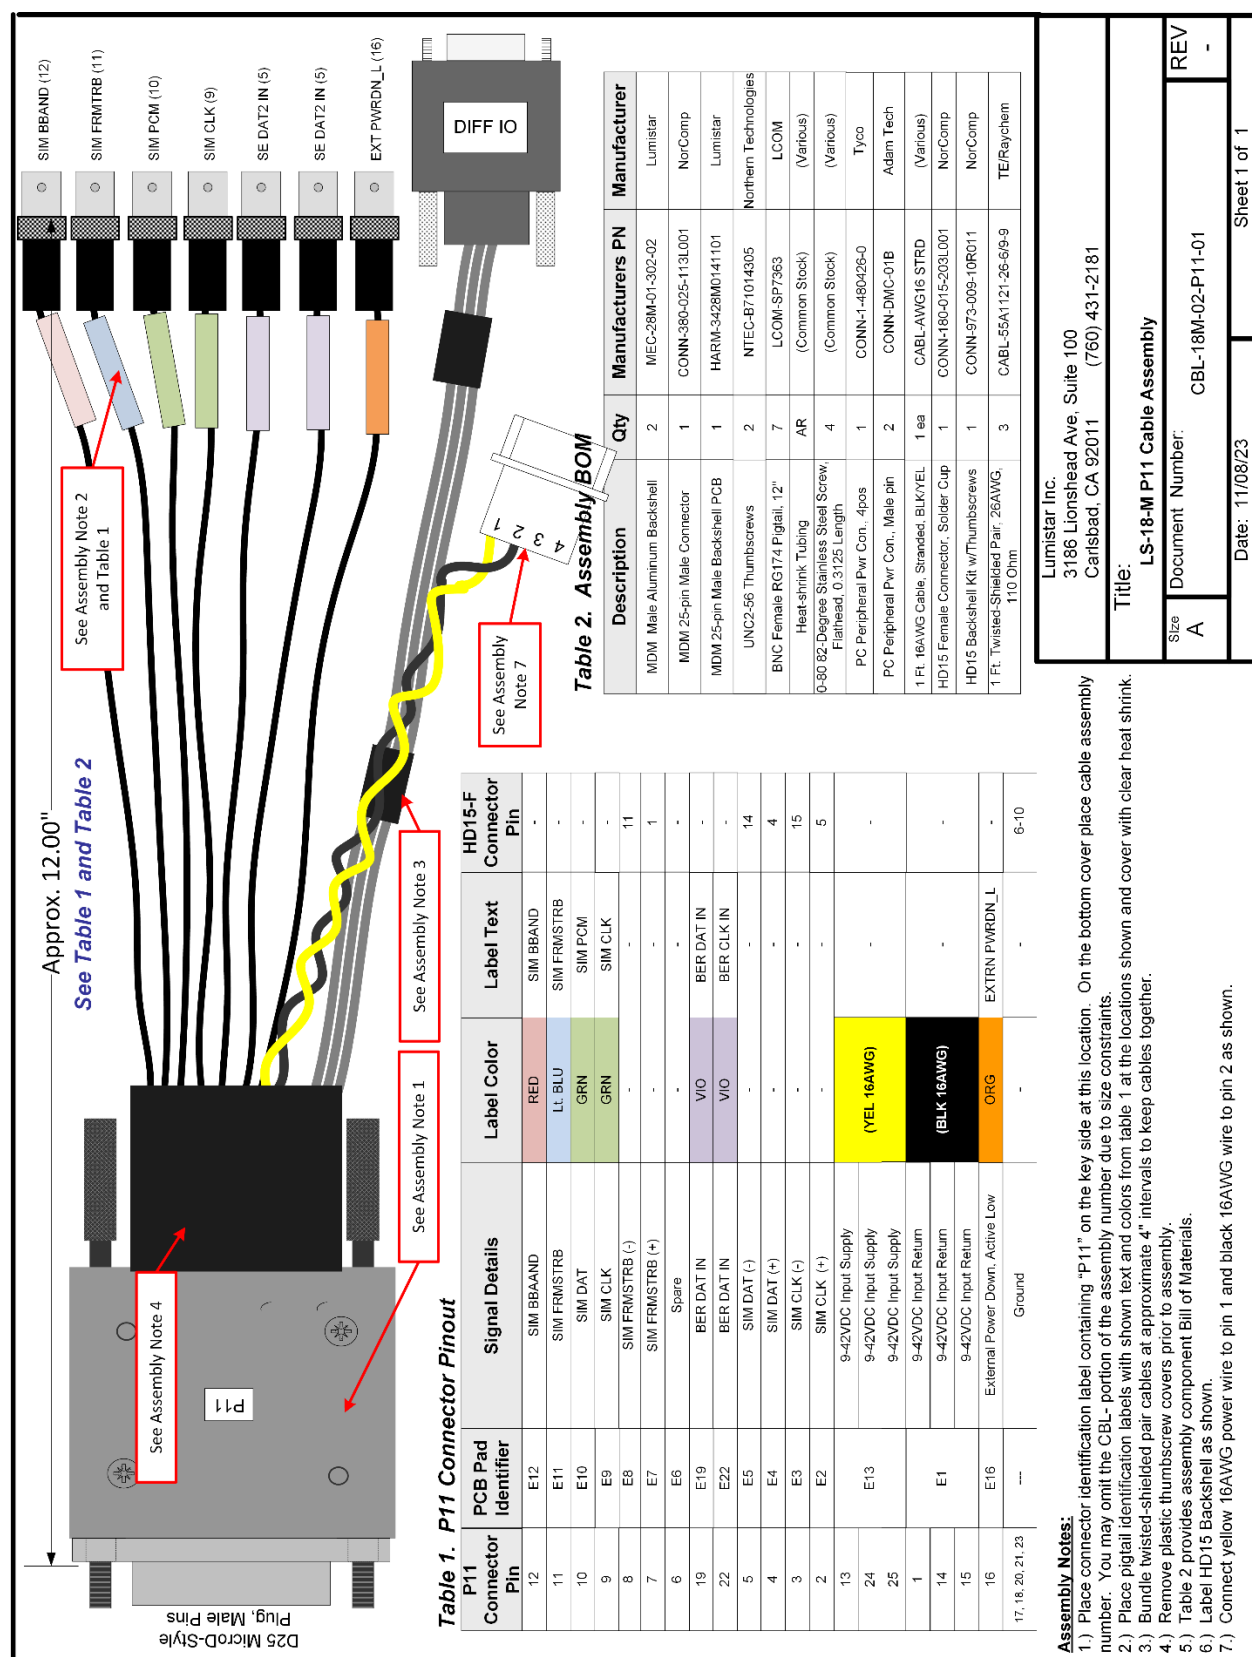 Approx. 12.00"
See Table 1 and Table 2
SIM BBAND (12)
SIM FRMTRB (11)
SIM PCM (10)
SIM CLK (9)
SE DAT2 IN (5)
SE DAT2 IN (5)
EXT PWRDN_L (16)
DIFF IO
See Assembly Note 2
and Table 1
See Assembly Note 4
P11
See Assembly Note 1
See Assembly Note 3
See Assembly
Note 7
1
2
3
4
D25 MicroD-Style
Plug, Male Pins
Table 1. P11 Connector Pinout
P11 Connector Pin | PCB Pad Identifier | Signal Details | Label Color | Label Text | HD15-F Connector Pin
12 | E12 | SIM BBAAND | RED | SIM BBAND | -
11 | E11 | SIM FRMSTRB | Lt. BLU | SIM FRMSTRB | -
10 | E10 | SIM DAT | GRN | SIM PCM | -
9 | E9 | SIM CLK | GRN | SIM CLK | -
8 | E8 | SIM FRMSTRB (-) | - | - | 11
7 | E7 | SIM FRMSTRB (+) | - | - | 1
6 | E6 | Spare | - | - | -
19 | E19 | BER DAT IN | VIO | BER DAT IN | -
22 | E22 | BER DAT IN | VIO | BER CLK IN | -
5 | E5 | SIM DAT (-) | - | - | 14
4 | E4 | SIM DAT (+) | - | - | 4
3 | E3 | SIM CLK (-) | - | - | 15
2 | E2 | SIM CLK (+) | - | - | 5
13 | E13 | 9-42VDC Input Supply | (YEL 16AWG) | - | -
24 | 9-42VDC Input Supply
25 | 9-42VDC Input Supply
1 | E1 | 9-42VDC Input Return | (BLK 16AWG) | - | -
14 | 9-42VDC Input Return
15 | 9-42VDC Input Return
16 | E16 | External Power Down, Active Low | ORG | EXTRN PWRDN_L | -
17, 18, 20, 21, 23 | --- | Ground | - | - | 6-10
Table 2. Assembly BOM
Description | Qty | Manufacturers PN | Manufacturer
MDM Male Aluminum Backshell | 2 | MEC-28M-01-302-02 | Lumistar
MDM 25-pin Male Connector | 1 | CONN-380-025-113L001 | NorComp
MDM 25-pin Male Backshell PCB | 1 | HARM-3428M0141101 | Lumistar
UNC2-56 Thumbscrews | 2 | NTEC-B71014305 | Northern Technologies
BNC Female RG174 Pigtail, 12" | 7 | LCOM-SP7363 | LCOM
Heat-shrink Tubing | AR | (Common Stock) | (Various)
0-80 82-Degree Stainless Steel Screw, Flathead, 0.3125 Length | 4 | (Common Stock) | (Various)
PC Peripheral Pwr Con., 4pos | 1 | CONN-1-480426-0 | Tyco
PC Peripheral Pwr Con., Male pin | 2 | CONN-DMC-01B | Adam Tech
1 Ft. 16AWG Cable, Stranded, BLK/YEL | 1 ea | CABL-AWG16 STRD | (Various)
HD15 Female Connector, Solder Cup | 1 | CONN-180-015-203L001 | NorComp
HD15 Backshell Kit w/Thumbscrews | 1 | CONN-973-009-10R011 | NorComp
1 Ft. Twisted-Shielded Pair, 26AWG, 110 Ohm | 3 | CABL-55A1121-26-6/9-9 | TE/Raychem
Assembly Notes:
1.) Place connector identification label containing "P11" on the key side at this location. On the bottom cover place cable assembly
number. You may omit the CBL- portion of the assembly number due to size constraints.
2.) Place pigtail identification labels with shown text and colors from table 1 at the locations shown and cover with clear heat shrink.
3.) Bundle twisted-shielded pair cables at approximate 4" intervals to keep cables together.
4.) Remove plastic thumbscrew covers prior to assembly.
5.) Table 2 provides assembly component Bill of Materials.
6.) Label HD15 Backshell as shown.
7.) Connect yellow 16AWG power wire to pin 1 and black 16AWG wire to pin 2 as shown.
Lumistar Inc.
3186 Lionshead Ave, Suite 100
Carlsbad, CA 92011 (760) 431-2181
Title:
LS-18-M P11 Cable Assembly
Size
A
Document Number:
CBL-18M-02-P11-01
REV
-
Date: 11/08/23
Sheet 1 of 1